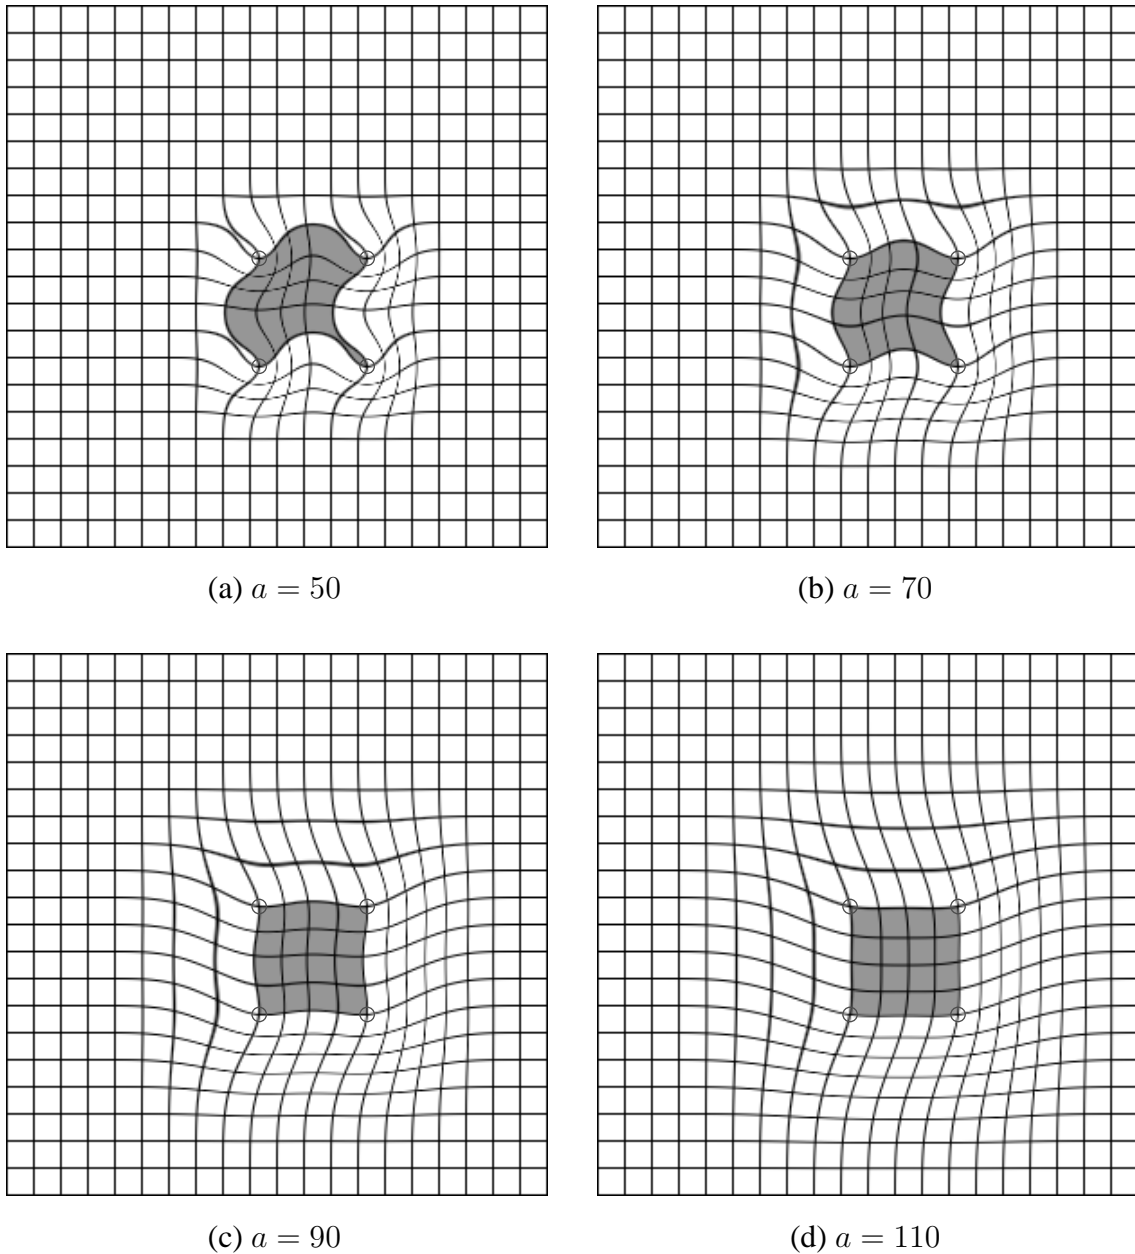 (a) a = 50
(b) a = 70
(c) a = 90
(d) a = 110